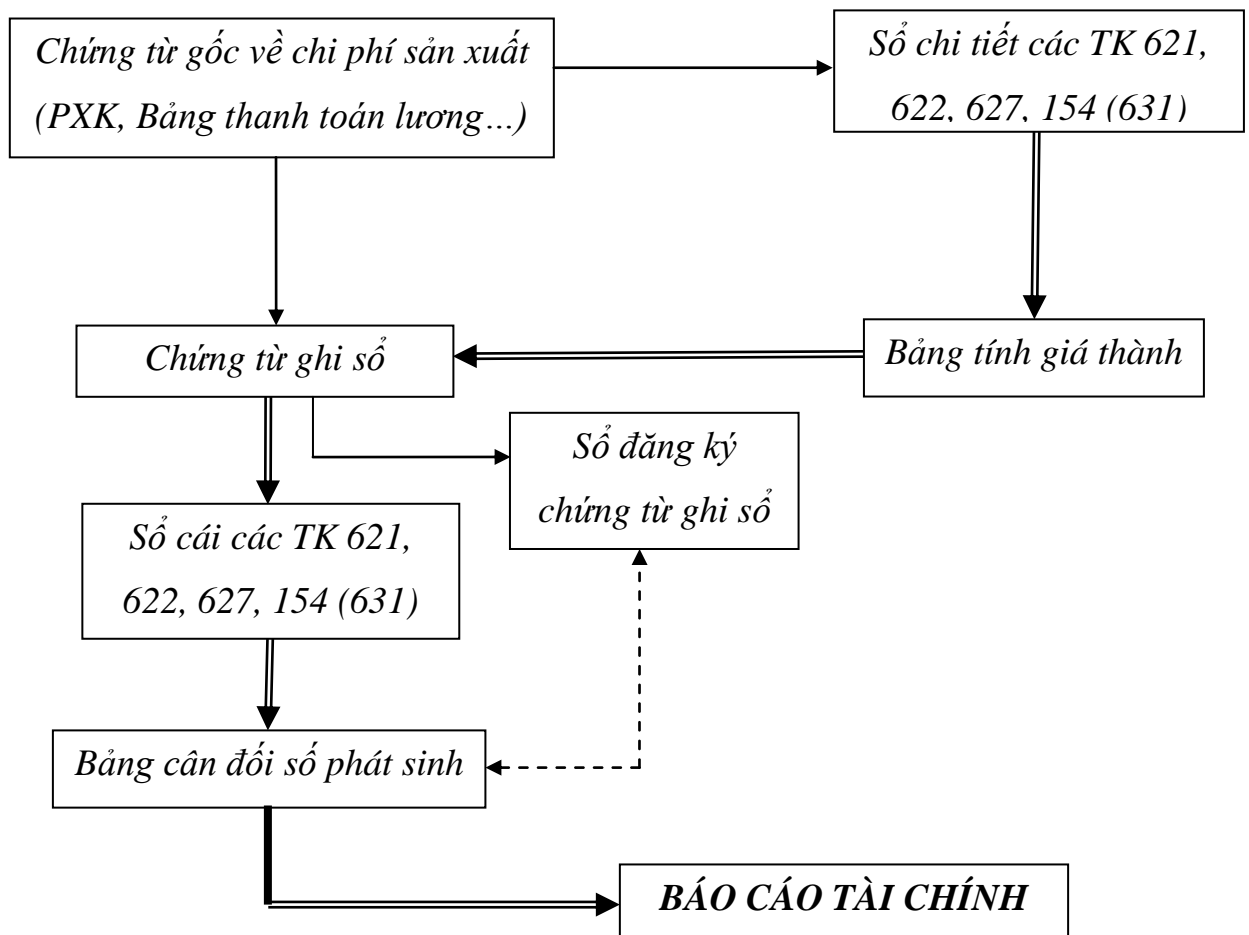 Chứng từ gốc về chi phí sản xuất
(PXK, Bảng thanh toán lương…)
Sổ chi tiết các TK 621,
622, 627, 154 (631)
Chứng từ ghi sổ
Bảng tính giá thành
Sổ đăng ký
chứng từ ghi sổ
Sổ cái các TK 621,
622, 627, 154 (631)
Bảng cân đối số phát sinh
BÁO CÁO TÀI CHÍNH